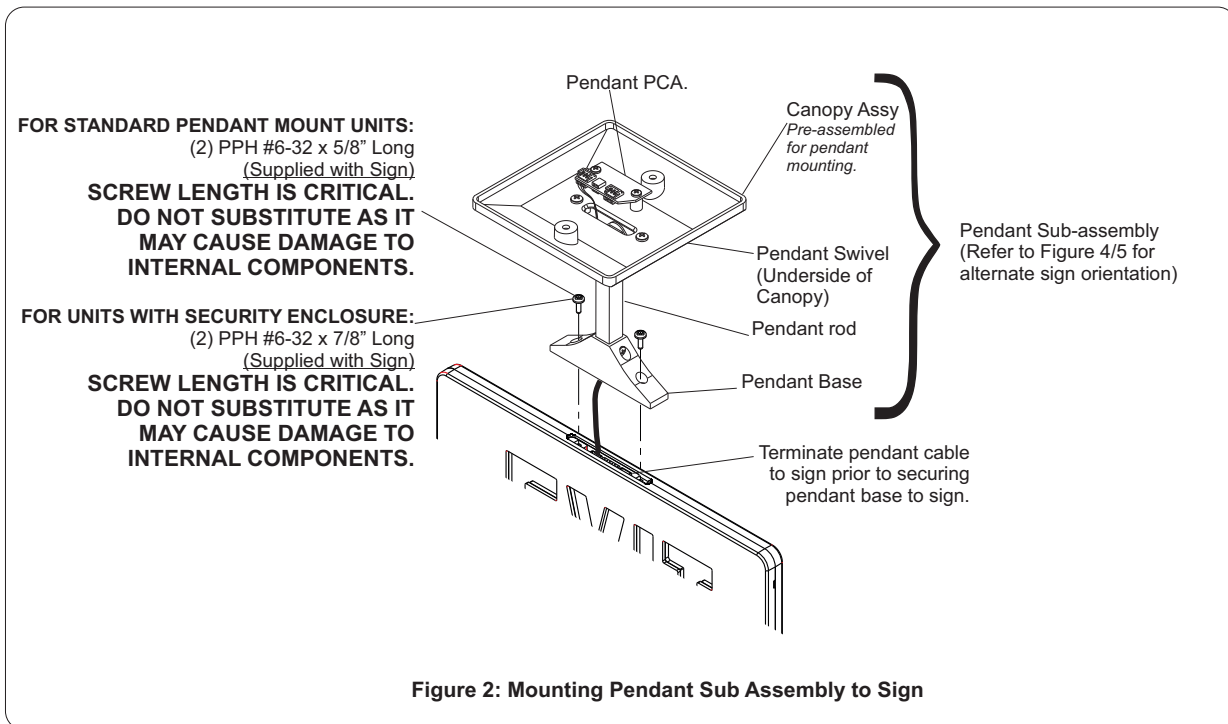 Pendant PCA.
FOR STANDARD PENDANT MOUNT UNITS:
(2) PPH #6-32 x 5/8” Long
(Supplied with Sign)
SCREW LENGTH IS CRITICAL.
DO NOT SUBSTITUTE AS IT
MAY CAUSE DAMAGE TO
INTERNAL COMPONENTS.
FOR UNITS WITH SECURITY ENCLOSURE:
(2) PPH #6-32 x 7/8” Long
(Supplied with Sign)
SCREW LENGTH IS CRITICAL.
DO NOT SUBSTITUTE AS IT
MAY CAUSE DAMAGE TO
INTERNAL COMPONENTS.
Canopy Assy
Pre-assembled
for pendant
mounting.
Pendant Swivel
(Underside of
Canopy)
Pendant rod
Pendant Base
Terminate pendant cable
to sign prior to securing
pendant base to sign.
Pendant Sub-assembly
(Refer to Figure 4/5 for
alternate sign orientation)
Figure 2: Mounting Pendant Sub Assembly to Sign